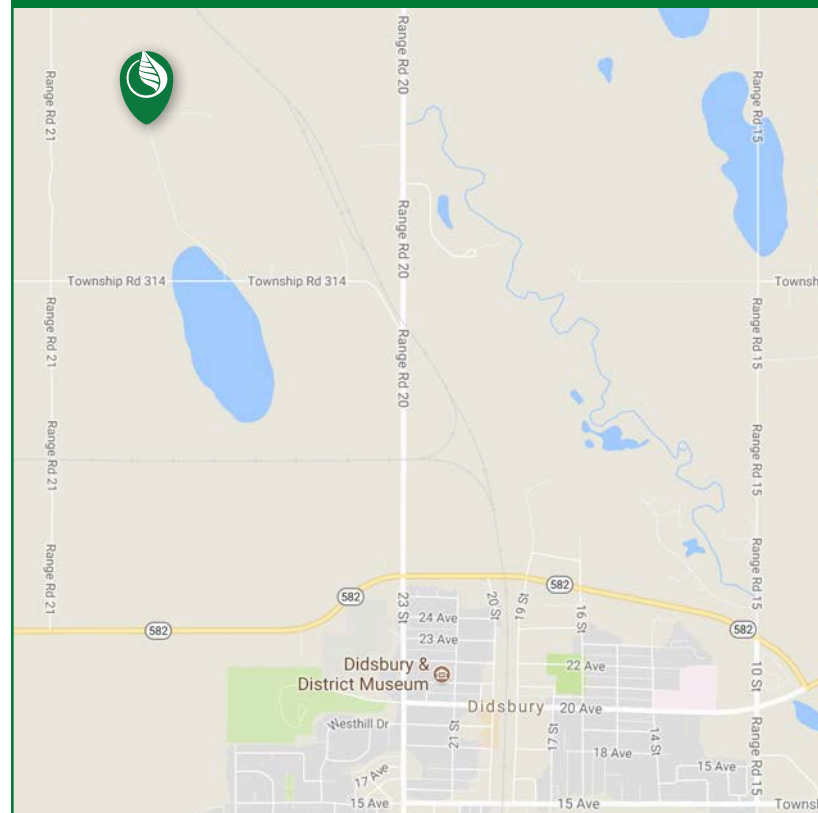 Range Rd 21
Range Rd 20
Range Rd 15
Range Rd 20
Township Rd 314
Township Rd 314
Townsh
Range Rd 21
Range Rd 20
Range Rd 15
Range Rd 21
Range Rd 15
Range Rd 21
Range Rd 15
582
582
582
582
23 St
24 Ave
20 St
19 St
16 St
23 Ave
Didsbury &
District Museum
22 Ave
10 St
Didsbury
20 Ave
Westhill Dr
21 St
17 St
14 St
18 Ave
Range Rd 15
17 Ave
15 Ave
15 Ave
15 Ave
Townsh